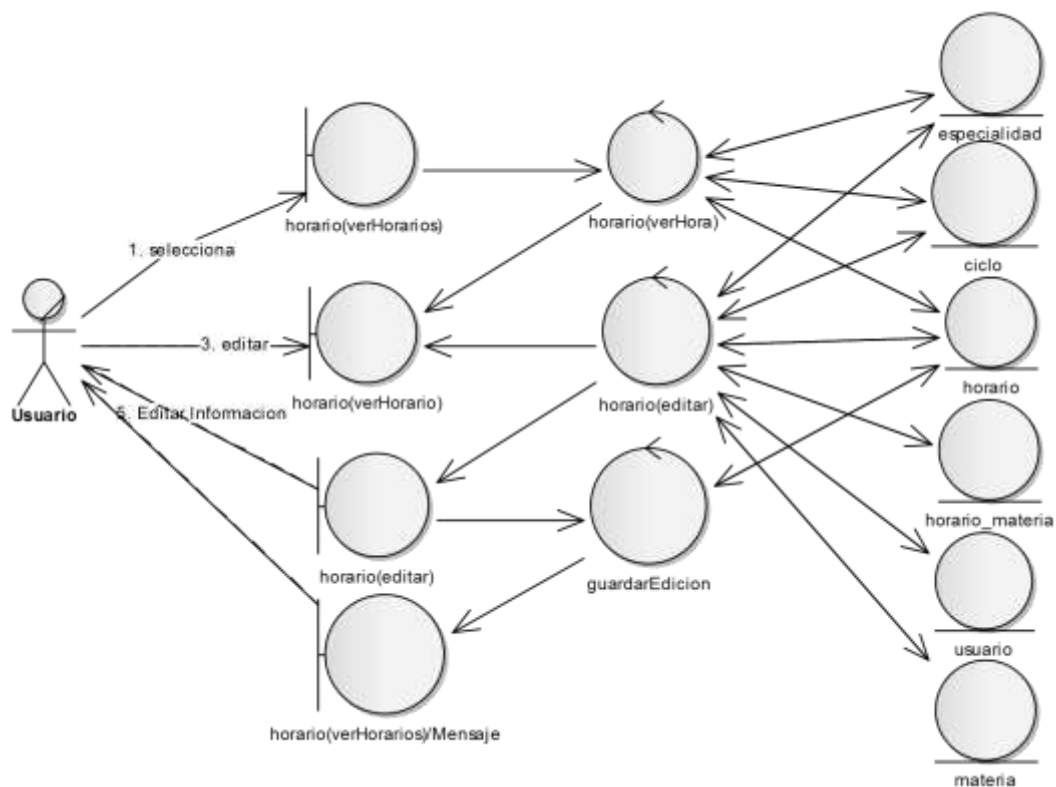 especialidad
horario(verHorarios)
horario(verHora)
1. selecciona
ciclo
3. editar
horario
Usuario
5. Editar Informacion
horario(verHorario)
horario(editar)
horario_materia
horario(editar)
guardarEdicion
usuario
horario(verHorarios)/Mensaje
materia